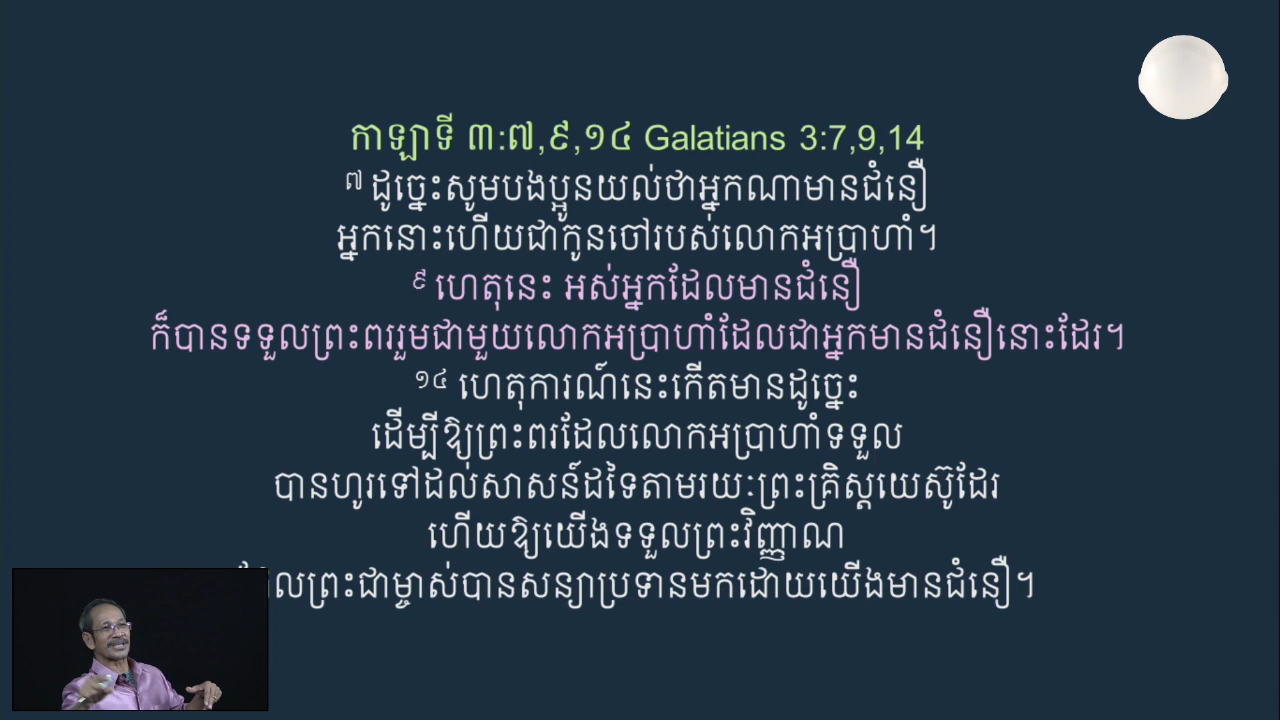 កាឡាទី ៣:៧,៩,១៤ Galatians 3:7,9,14
៧ ដូច្នេះសូមបងប្អូនយល់ថាអ្នកណាមានជំនឿ
អ្នកនោះហើយជាកូនចៅរបស់លោកអប្រាហាំ។
៩ ហេតុនេះ អស់អ្នកដែលមានជំនឿ
ក៏បានទទួលព្រះពររួមជាមួយលោកអប្រាហាំដែលជាអ្នកមានជំនឿនោះដែរ។
១៤ ហេតុការណ៍នេះកើតមានដូច្នេះ
ដើម្បីឱ្យព្រះពរដែលលោកអប្រាហាំទទួល
បានហូរទៅដល់សាសន៍ដទៃតាមរយៈព្រះគ្រិស្តយេស៊ូដែរ
ហើយឱ្យយើងទទួលព្រះវិញ្ញាណ
ដែលព្រះជាម្ចាស់បានសន្យាប្រទានមកដោយយើងមានជំនឿ។